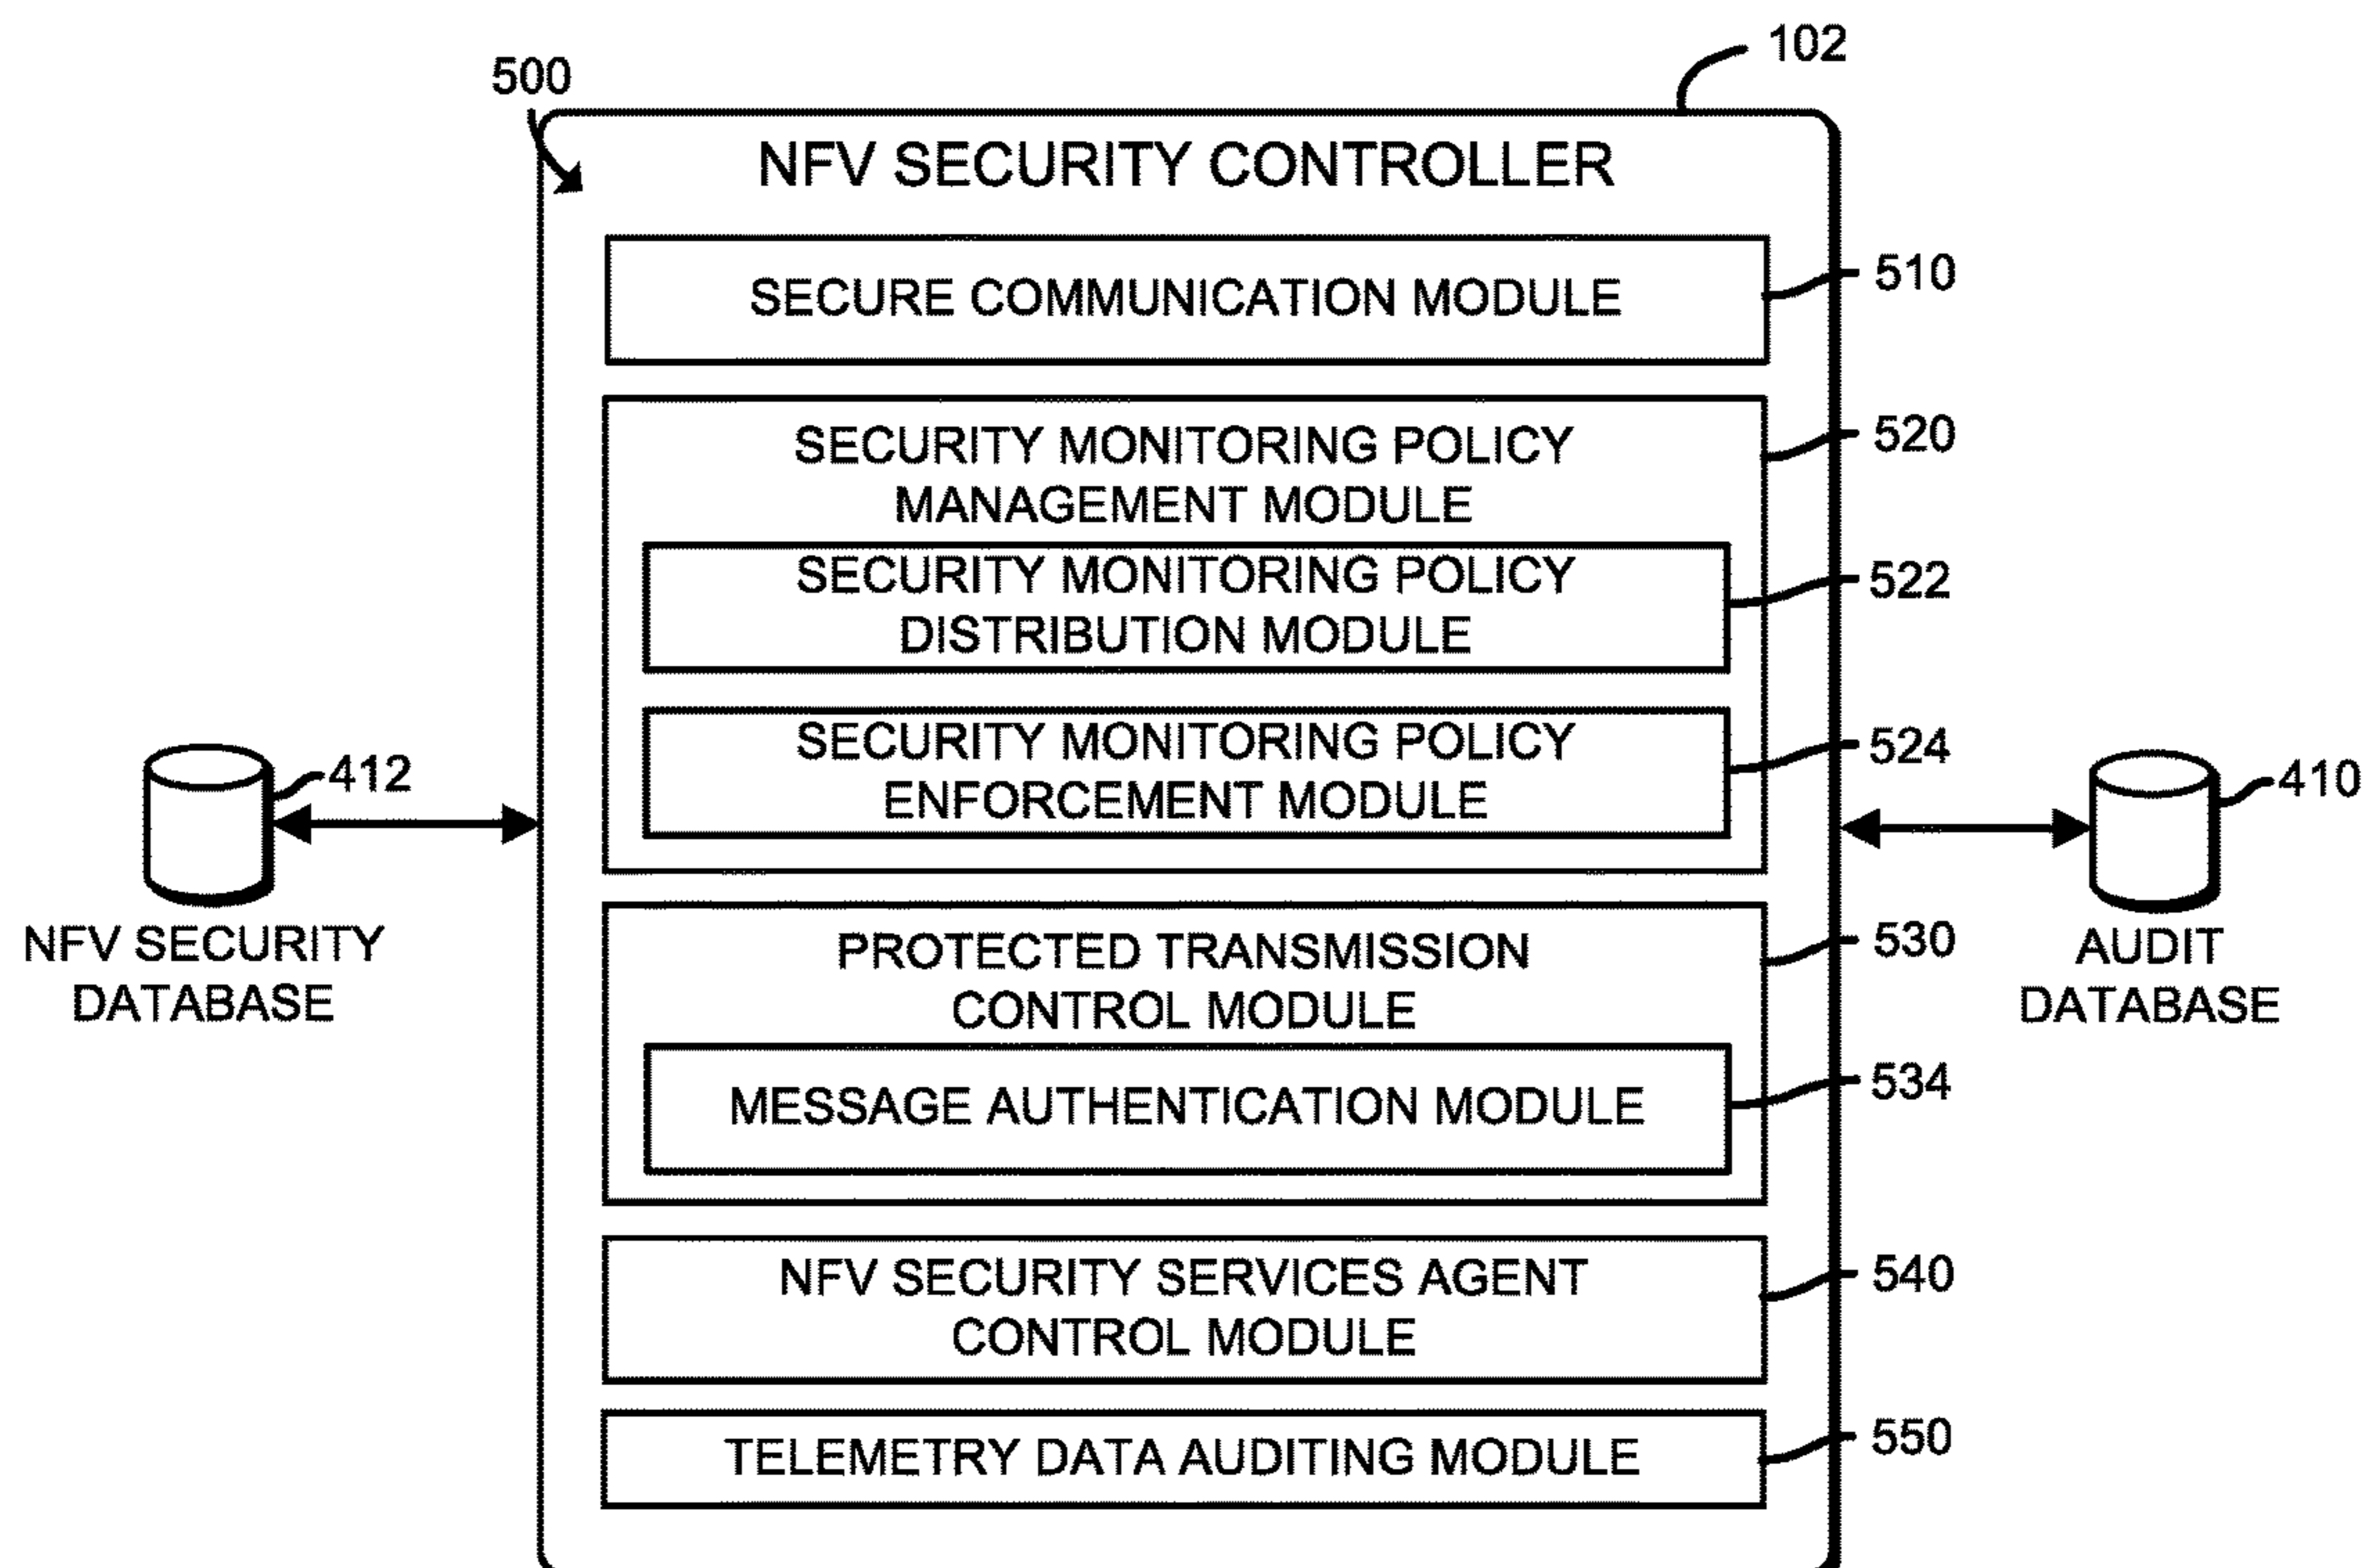 102
500
NFV SECURITY CONTROLLER
SECURE COMMUNICATION MODULE
510
SECURITY MONITORING POLICY
MANAGEMENT MODULE
520
SECURITY MONITORING POLICY
DISTRIBUTION MODULE
522
SECURITY MONITORING POLICY
ENFORCEMENT MODULE
524
412
NFV SECURITY
DATABASE
410
AUDIT
DATABASE
PROTECTED TRANSMISSION
CONTROL MODULE
530
MESSAGE AUTHENTICATION MODULE
534
NFV SECURITY SERVICES AGENT
CONTROL MODULE
540
TELEMETRY DATA AUDITING MODULE
550